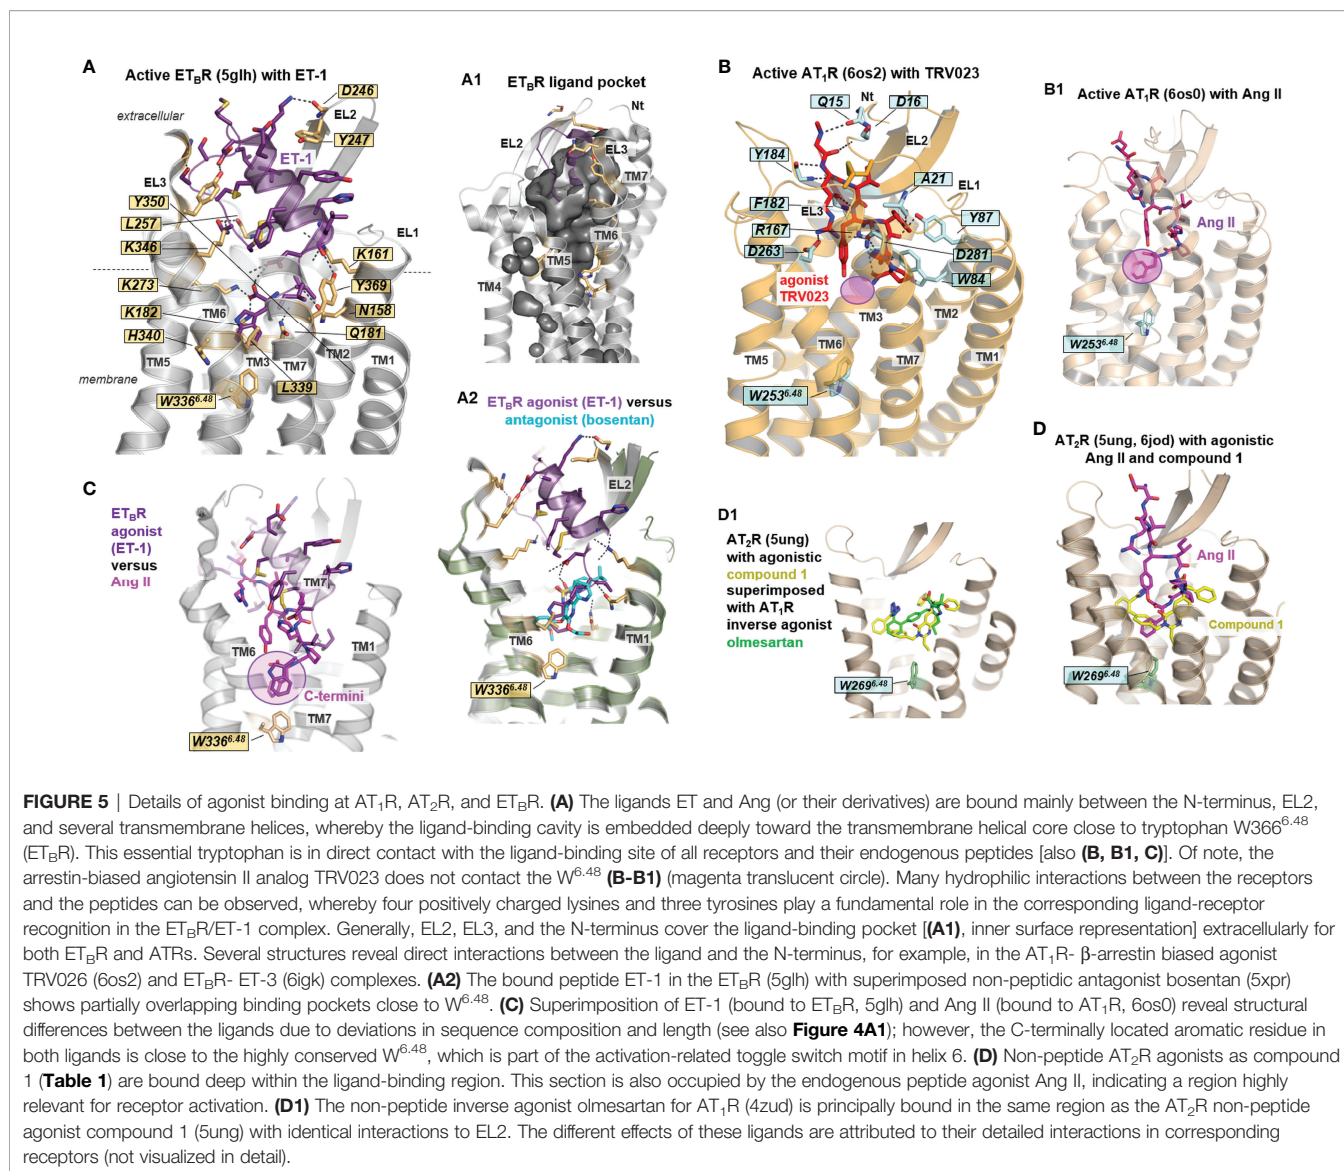 A
Active ETBR (5glh) with ET-1
extracellular
D246
EL2
Y247
ET-1
EL3
Y350
L257
K346
EL1
K161
K273
Y369
K182
TM6
N158
H340
Q181
TM5
TM3
TM7
TM2
TM1
membrane
L339
W336^6.48
A1
ETBR ligand pocket
Nt
EL2
EL3
TM7
TM6
TM5
TM4
A2
ETBR agonist (ET-1) versus
antagonist (bosentan)
EL2
TM6
TM1
W336^6.48
B
Active AT1R (6os2) with TRV023
Q15
Nt
D16
EL2
Y184
A21
EL1
F182
EL3
Y87
R167
D263
D281
agonist
TRV023
W84
TM3
TM2
TM6
TM5
TM7
TM1
W253^6.48
B1
Active AT1R (6os0) with Ang II
Ang II
W253^6.48
C
ETBR
agonist
(ET-1)
versus
Ang II
TM7
TM6
TM1
C-termini
TM7
W336^6.48
D1
AT2R (5ung)
with agonistic
compound 1
superimposed
with AT1R
inverse agonist
olmesartan
W269^6.48
D
AT2R (5ung, 6jod) with agonistic
Ang II and compound 1
Ang II
Compound 1
W269^6.48
FIGURE 5 | Details of agonist binding at AT1R, AT2R, and ETBR. (A) The ligands ET and Ang (or their derivatives) are bound mainly between the N-terminus, EL2,
and several transmembrane helices, whereby the ligand-binding cavity is embedded deeply toward the transmembrane helical core close to tryptophan W366^6.48
(ETBR). This essential tryptophan is in direct contact with the ligand-binding site of all receptors and their endogenous peptides [also (B, B1, C)]. Of note, the
arrestin-biased angiotensin II analog TRV023 does not contact the W^6.48 (B-B1) (magenta translucent circle). Many hydrophilic interactions between the receptors
and the peptides can be observed, whereby four positively charged lysines and three tyrosines play a fundamental role in the corresponding ligand-receptor
recognition in the ETBR/ET-1 complex. Generally, EL2, EL3, and the N-terminus cover the ligand-binding pocket [(A1), inner surface representation] extracellularly for
both ETBR and ATRs. Several structures reveal direct interactions between the ligand and the N-terminus, for example, in the AT1R- β-arrestin biased agonist
TRV026 (6os2) and ETBR- ET-3 (6igk) complexes. (A2) The bound peptide ET-1 in the ETBR (5glh) with superimposed non-peptidic antagonist bosentan (5xpr)
shows partially overlapping binding pockets close to W^6.48. (C) Superimposition of ET-1 (bound to ETBR, 5glh) and Ang II (bound to AT1R, 6os0) reveal structural
differences between the ligands due to deviations in sequence composition and length (see also Figure 4A1); however, the C-terminally located aromatic residue in
both ligands is close to the highly conserved W^6.48, which is part of the activation-related toggle switch motif in helix 6. (D) Non-peptide AT2R agonists as compound
1 (Table 1) are bound deep within the ligand-binding region. This section is also occupied by the endogenous peptide agonist Ang II, indicating a region highly
relevant for receptor activation. (D1) The non-peptide inverse agonist olmesartan for AT1R (4zud) is principally bound in the same region as the AT2R non-peptide
agonist compound 1 (5ung) with identical interactions to EL2. The different effects of these ligands are attributed to their detailed interactions in corresponding
receptors (not visualized in detail).